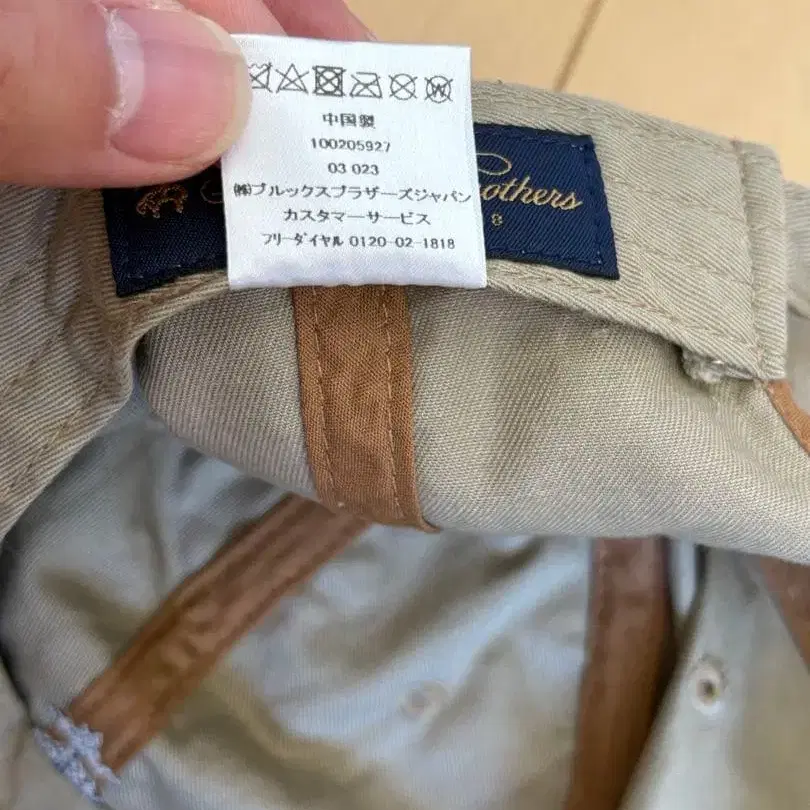 中国製
100205927
03 023
㈱ブルックスブラザーズジャパン
カスタマーサービス
フリーダイヤル 0120-02-1818
others
8